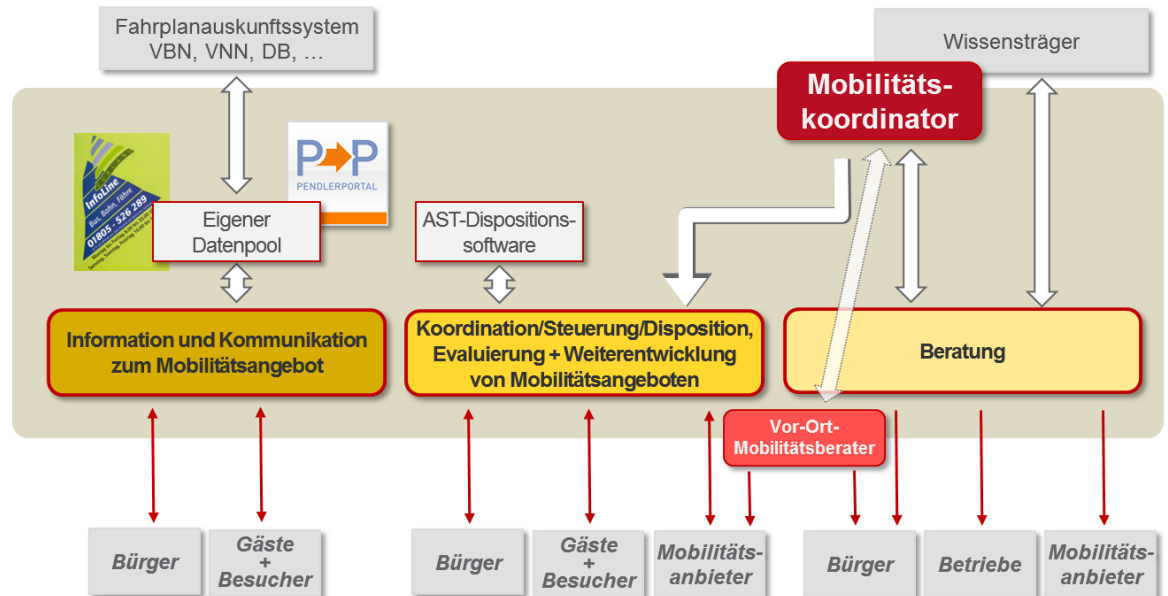 Fahrplanauskunftssystem
VBN, VNN, DB, …
Wissensträger
Mobilitäts-
koordinator
InfoLine
Bus, Bahn, Fähre
01805 - 526 289
P P
PENDLERPORTAL
Eigener
Datenpool
AST-Dispositions-
software
Information und Kommunikation
zum Mobilitätsangebot
Koordination/Steuerung/Disposition,
Evaluierung + Weiterentwicklung
von Mobilitätsangeboten
Beratung
Vor-Ort-
Mobilitätsberater
Bürger
Gäste
+
Besucher
Bürger
Gäste
+
Besucher
Mobilitäts-
anbieter
Bürger
Betriebe
Mobilitäts-
anbieter